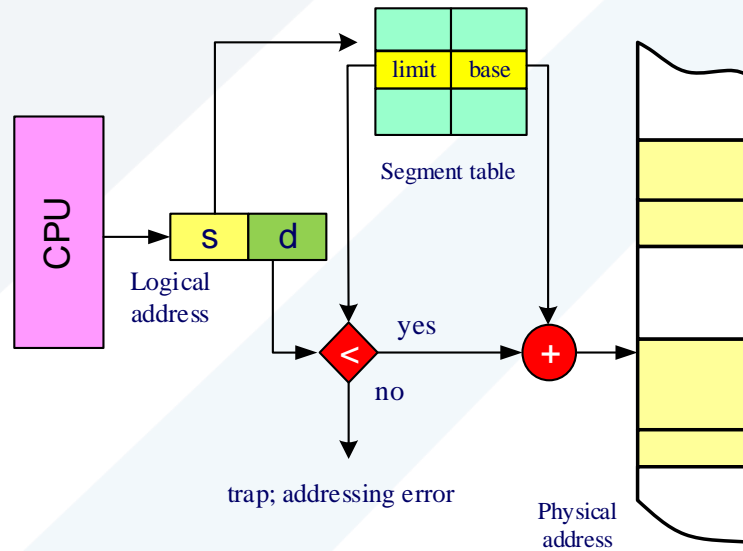 limit base
Segment table
CPU
s d
Logical
address
yes
<
+
no
trap; addressing error
Physical
address